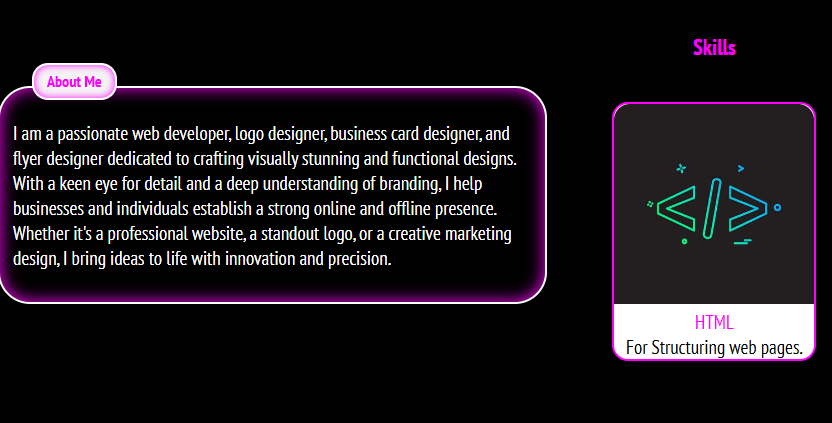 Skills
About Me
I am a passionate web developer, logo designer, business card designer, and
flyer designer dedicated to crafting visually stunning and functional designs.
With a keen eye for detail and a deep understanding of branding, I help
businesses and individuals establish a strong online and offline presence.
Whether it's a professional website, a standout logo, or a creative marketing
design, I bring ideas to life with innovation and precision.
HTML
For Structuring web pages.